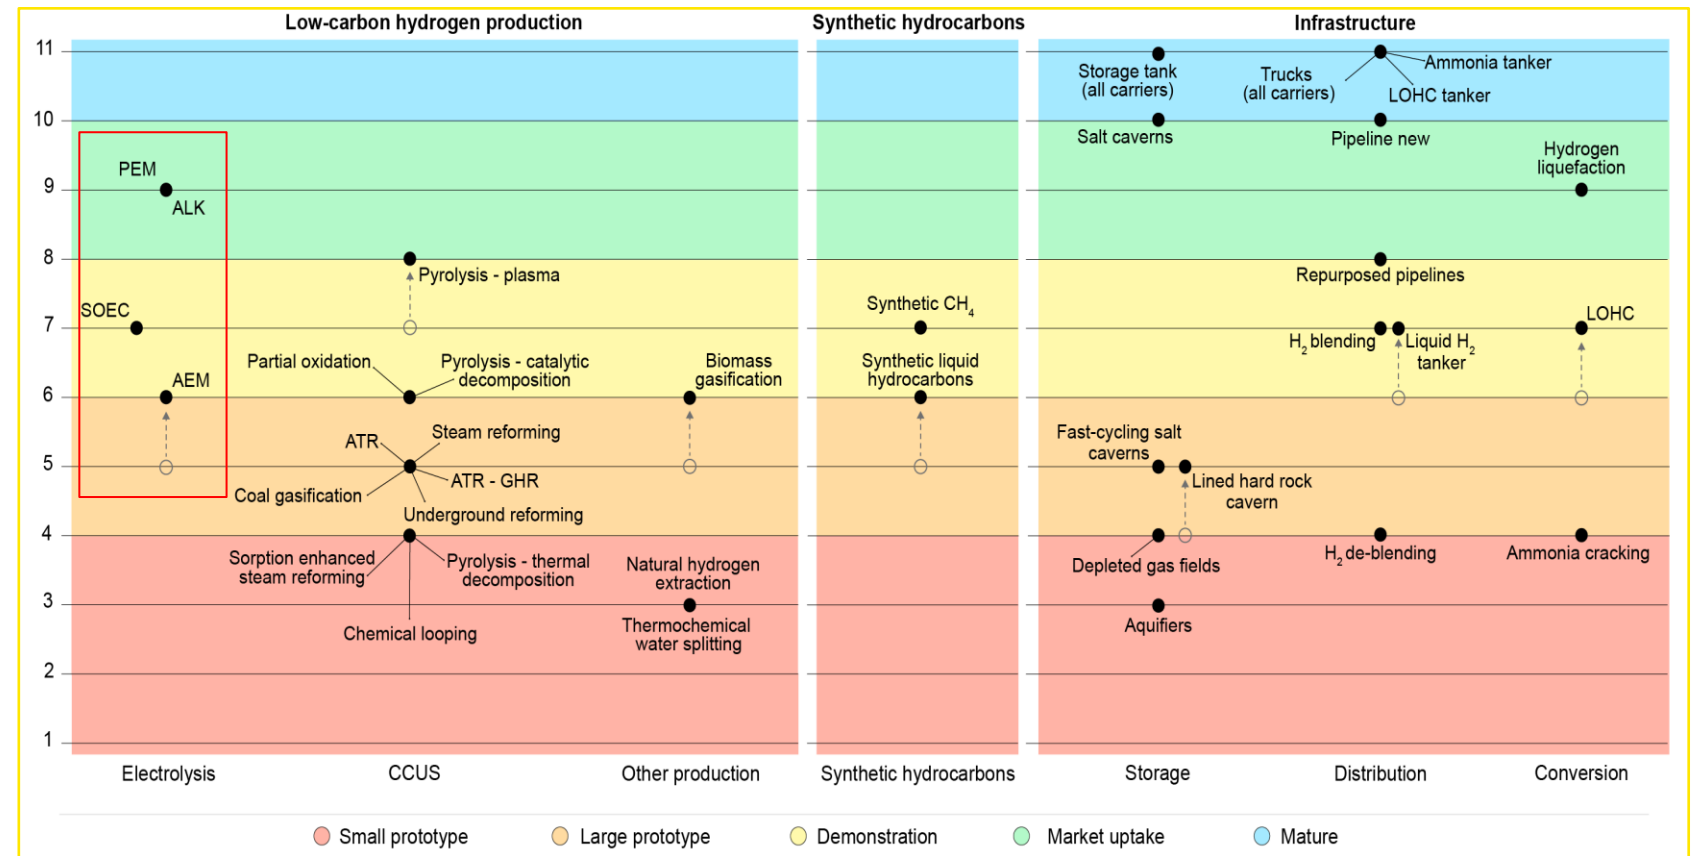 Low-carbon hydrogen production
Synthetic hydrocarbons
Infrastructure
11
10
9
8
7
6
5
4
3
2
1
PEM
ALK
SOEC
AEM
Pyrolysis - plasma
Partial oxidation
Pyrolysis - catalytic
decomposition
ATR
Steam reforming
ATR - GHR
Coal gasification
Underground reforming
Sorption enhanced
steam reforming
Pyrolysis - thermal
decomposition
Chemical looping
Biomass
gasification
Natural hydrogen
extraction
Thermochemical
water splitting
Synthetic CH4
Synthetic liquid
hydrocarbons
Storage tank
(all carriers)
Salt caverns
Fast-cycling salt
caverns
Lined hard rock
cavern
Depleted gas fields
Aquifiers
Trucks
(all carriers)
Ammonia tanker
LOHC tanker
Pipeline new
Repurposed pipelines
H2 blending
Liquid H2
tanker
H2 de-blending
Hydrogen
liquefaction
LOHC
Ammonia cracking
Electrolysis
CCUS
Other production
Synthetic hydrocarbons
Storage
Distribution
Conversion
Small prototype
Large prototype
Demonstration
Market uptake
Mature